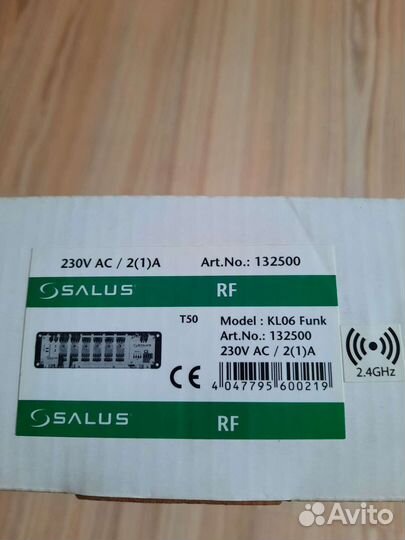 230V AC / 2(1)A Art.No.: 132500
SALUS RF
T50 Model : KL06 Funk
Art.No.: 132500
230V AC / 2(1)A
CE
4 047795 600219
2.4GHz
SALUS RF
Avito